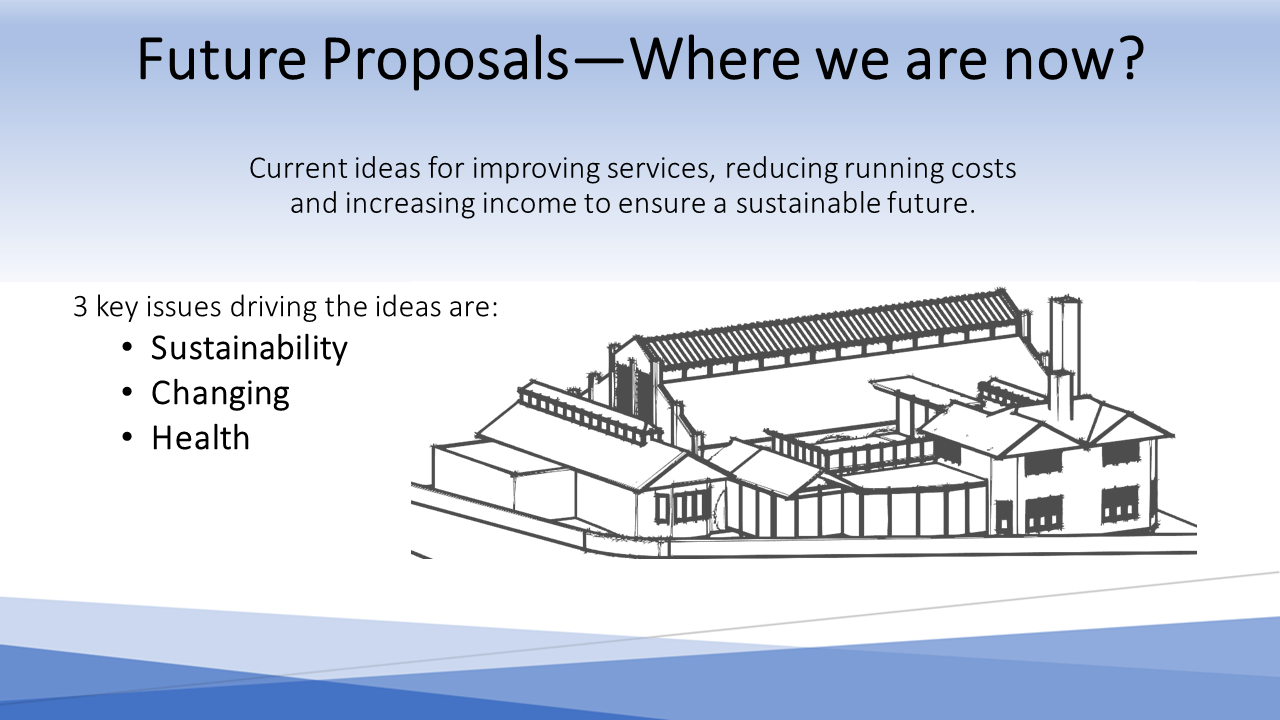 Future Proposals—Where we are now?
Current ideas for improving services, reducing running costs
and increasing income to ensure a sustainable future.
3 key issues driving the ideas are:
• Sustainability
• Changing
• Health